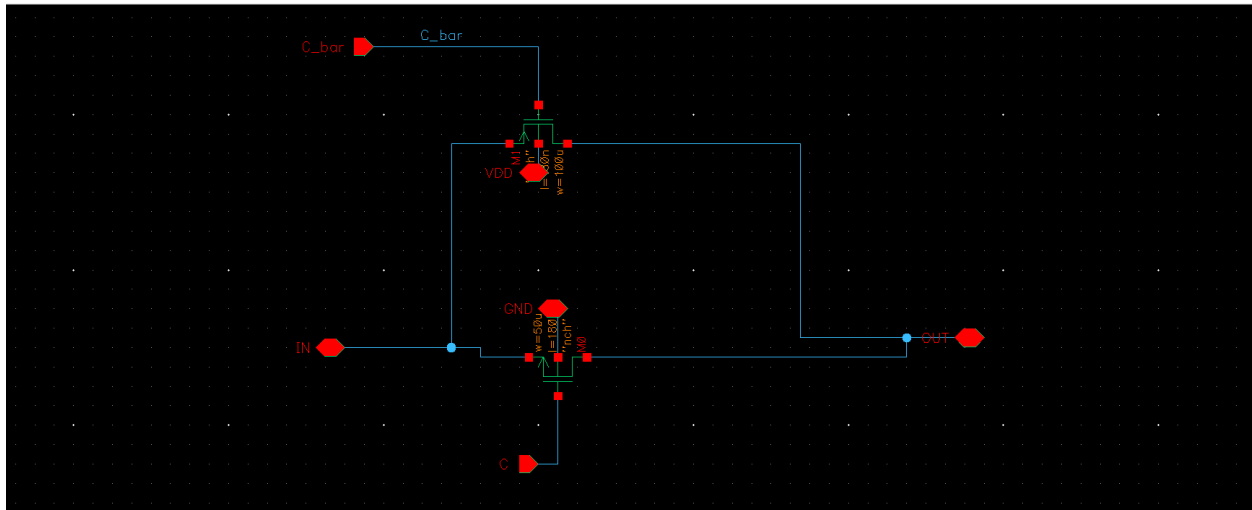 C_bar
C_bar
M1
w=100u
VDD
GND
w=50u
"nch"
M0
IN
OUT
C